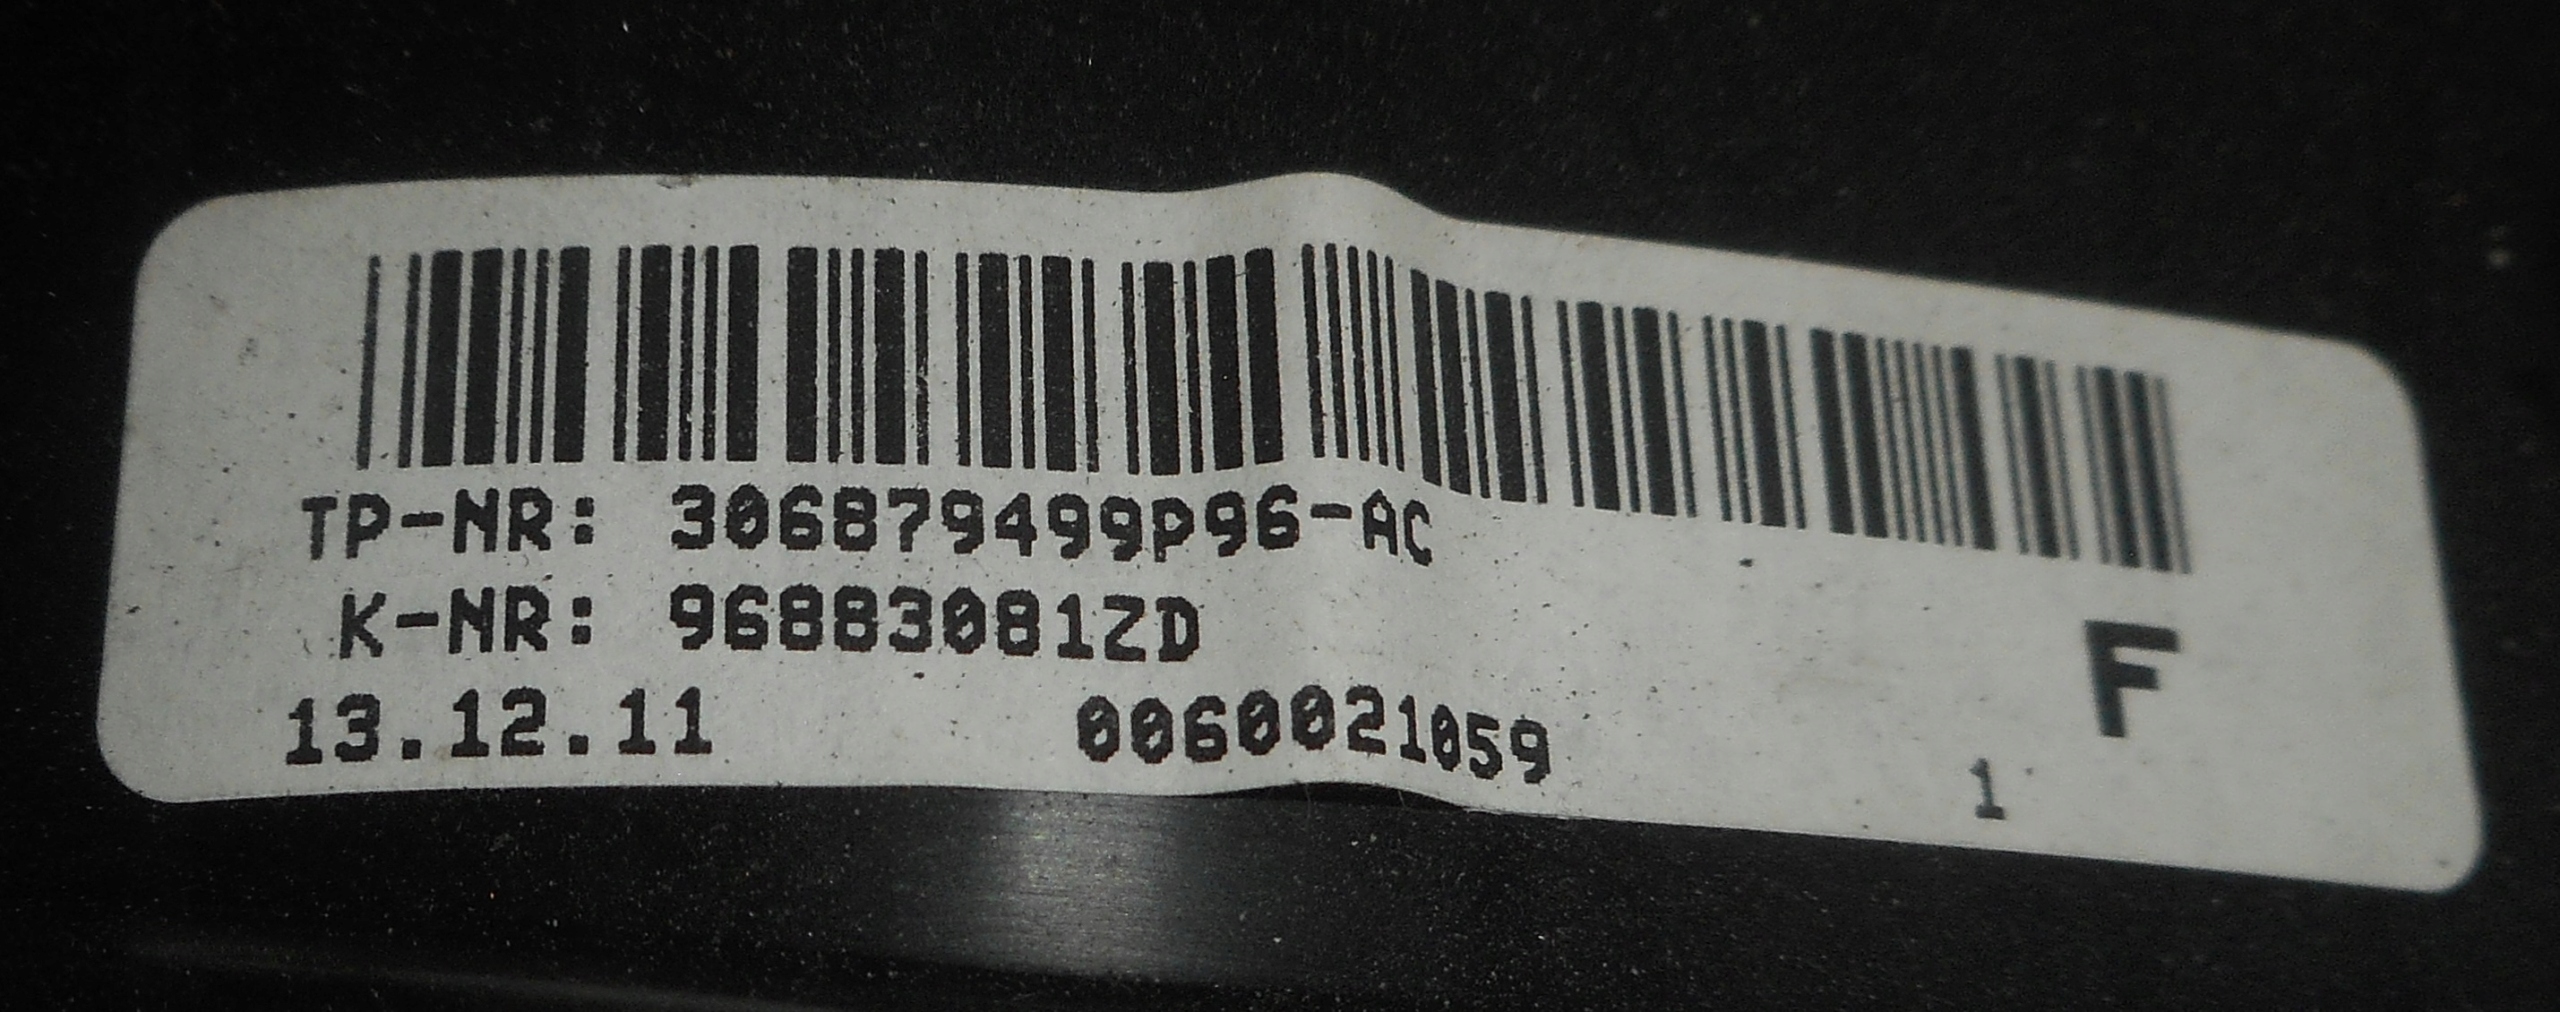 TP-NR: 306879499P96-AC
K-NR: 96883081ZD
F
13.12.11 0060021059
1